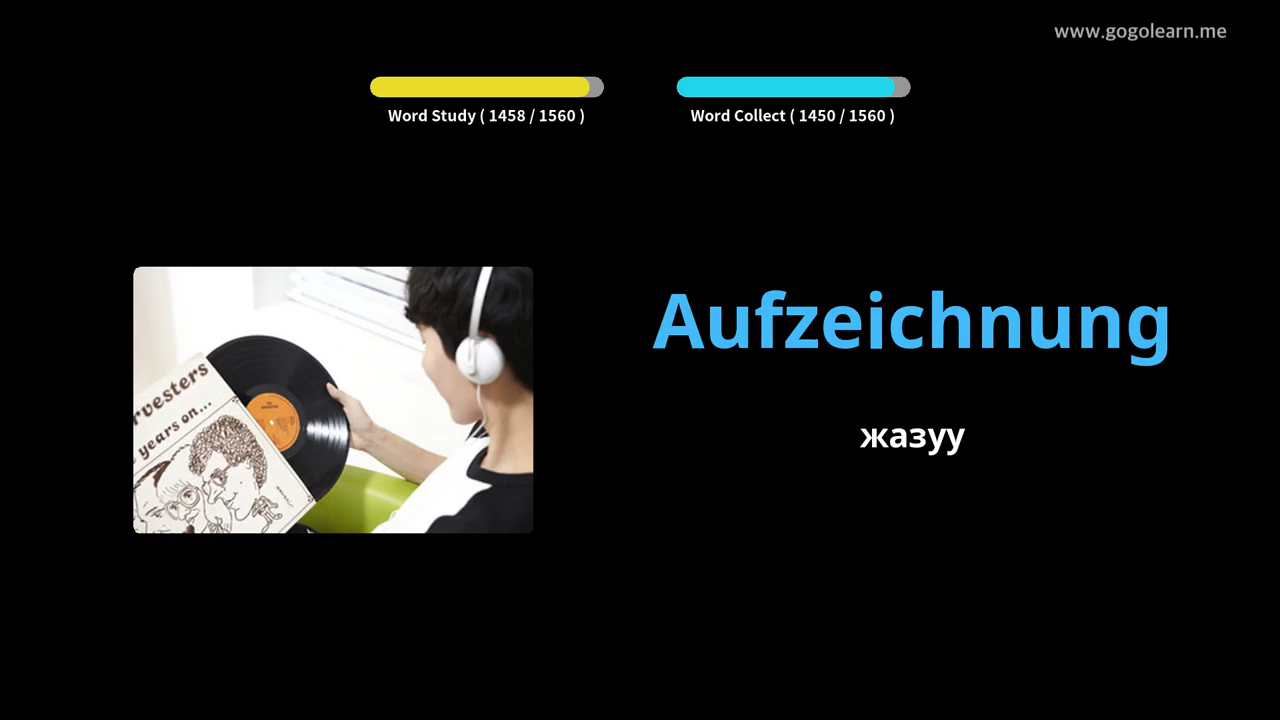 www.gogolearn.me
Word Study ( 1458 / 1560 )
Word Collect ( 1450 / 1560 )
Aufzeichnung
жазуу
rvesters
years on...